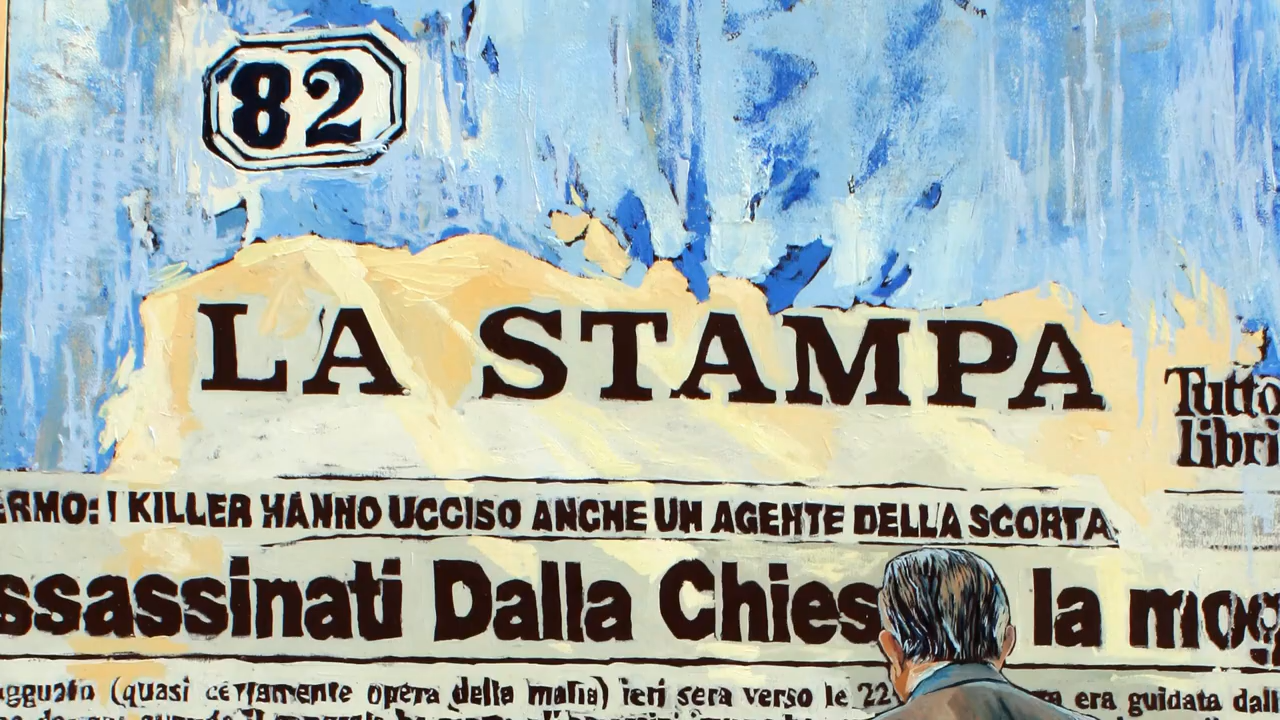 82
LA STAMPA
Tutto
libri
ERMO: I KILLER HANNO UCCISO ANCHE UN AGENTE DELLA SCORTA
ssassinati Dalla Chies la mog
agguato (quasi certamente opera della mafia) ieri sera verso le 22 era guidata dall